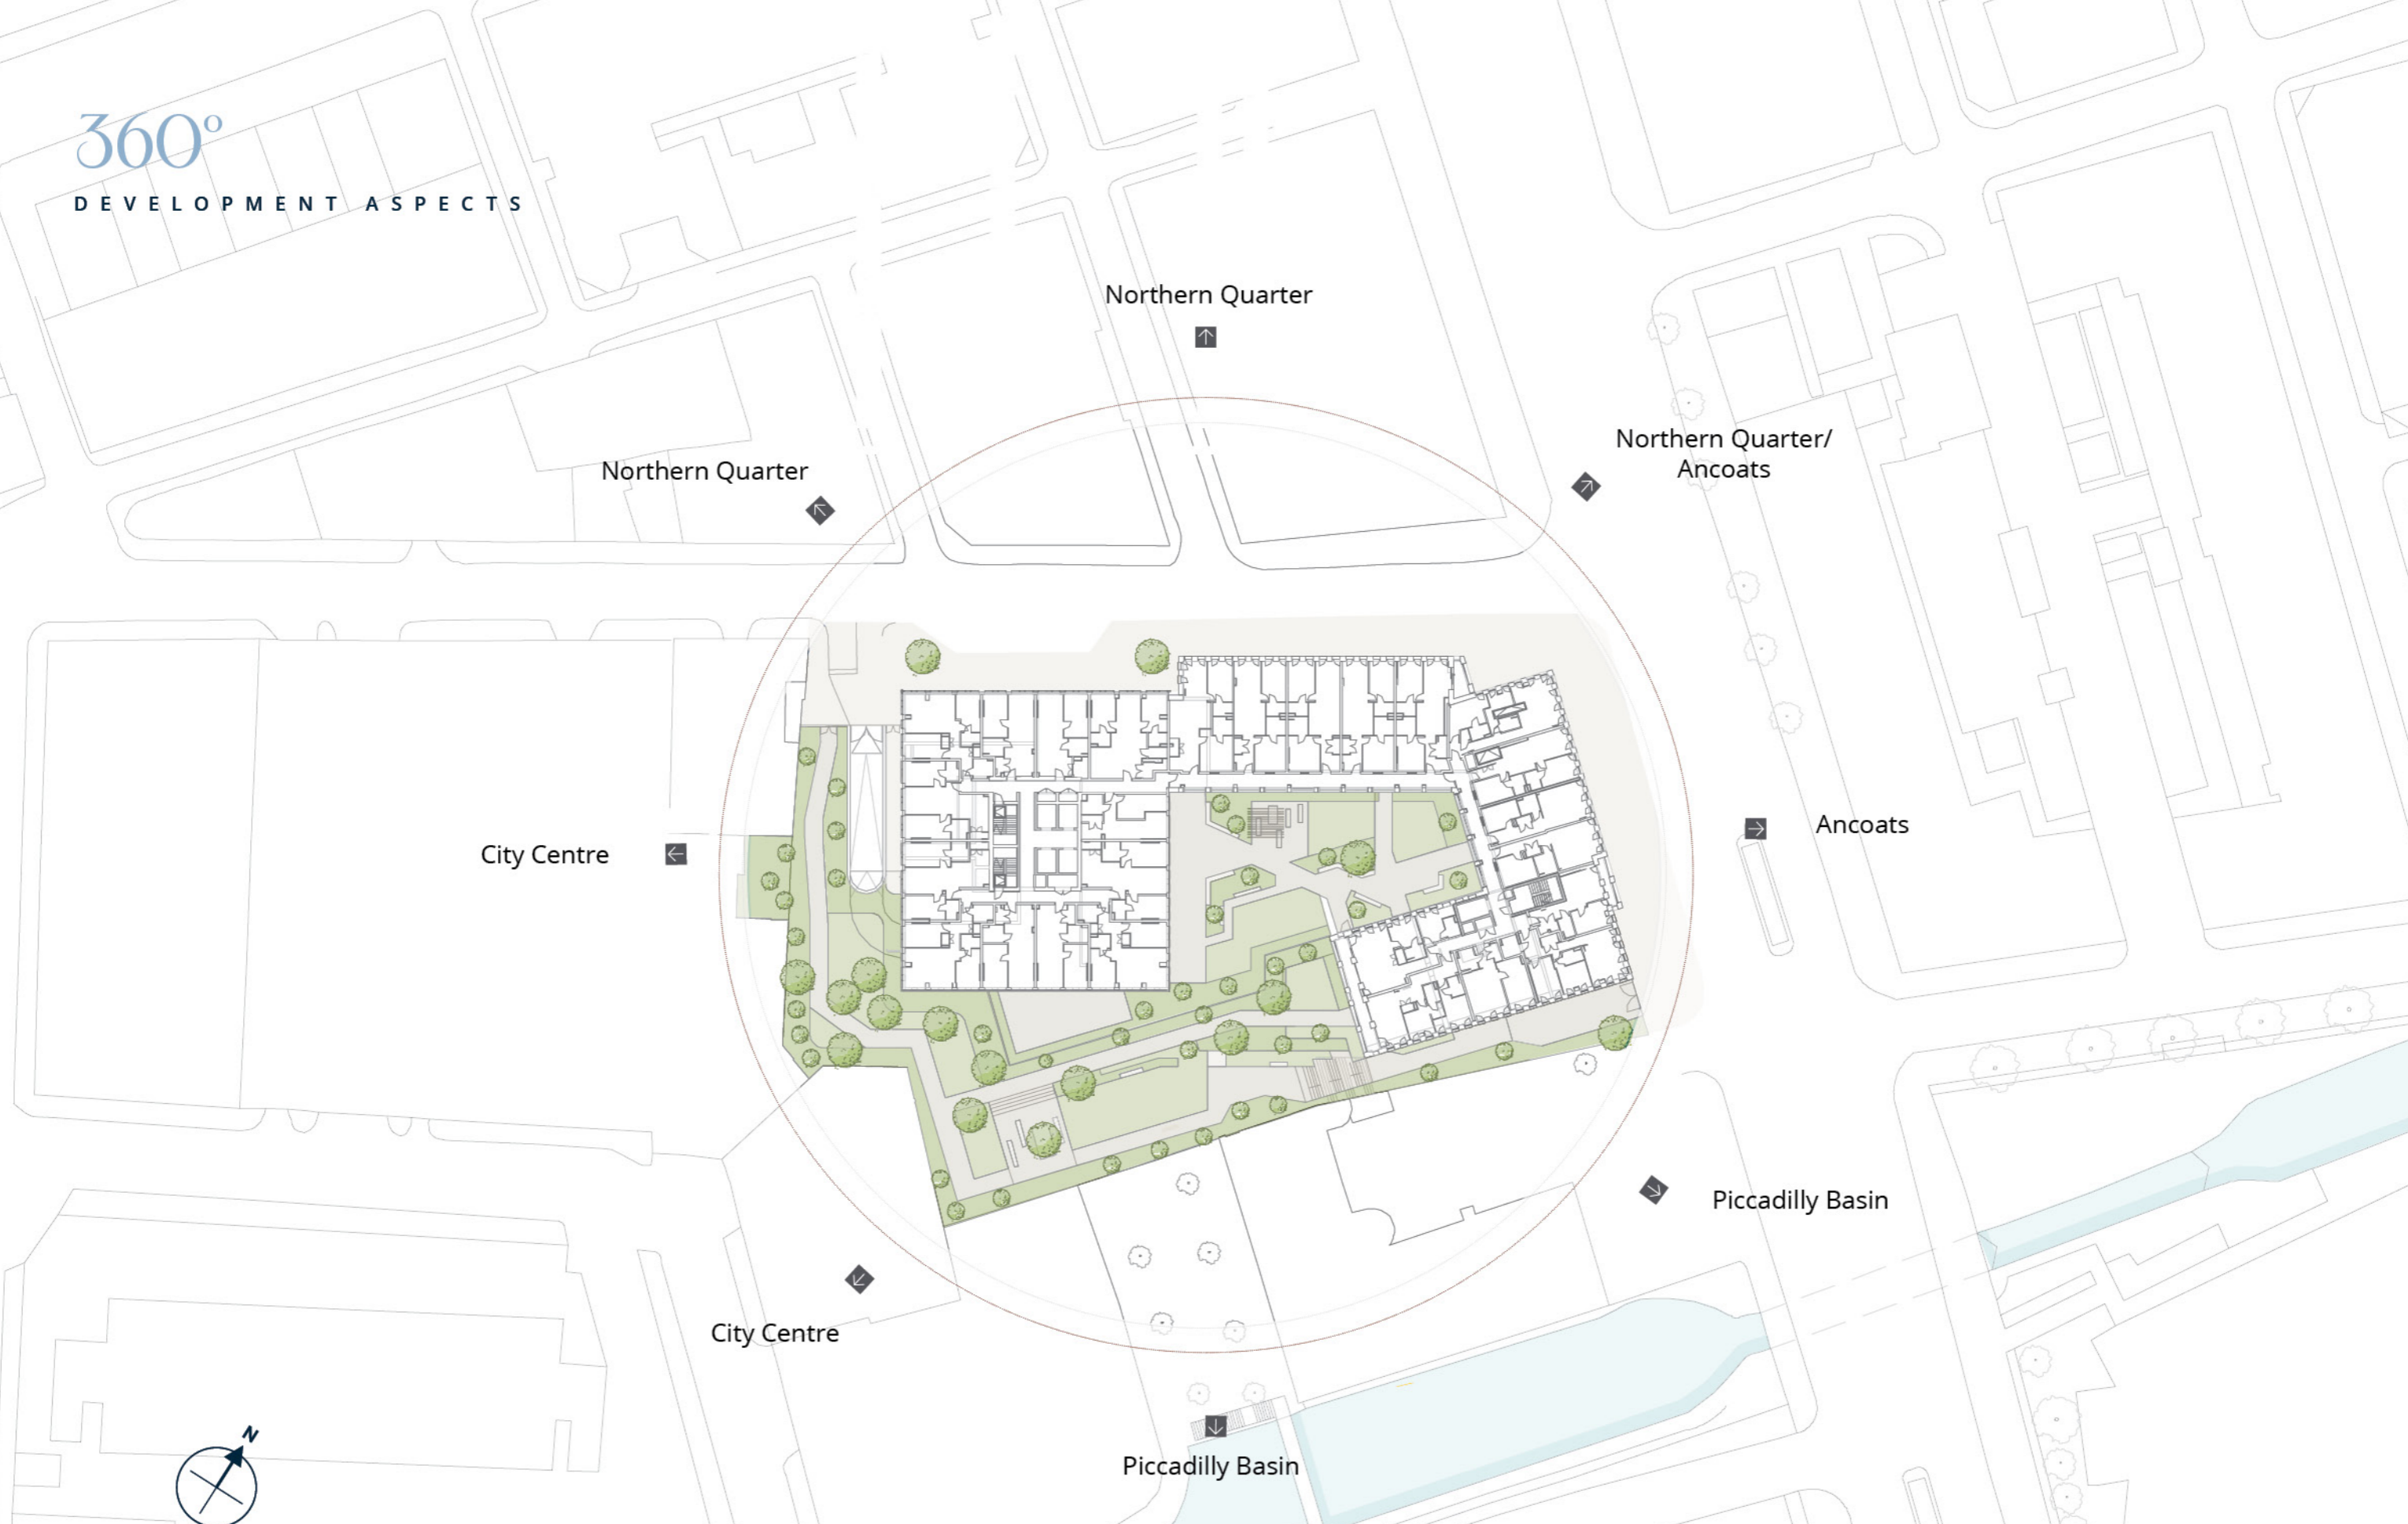 360°
DEVELOPMENT ASPECTS
Northern Quarter
Northern Quarter/
Ancoats
Northern Quarter
Ancoats
City Centre
Piccadilly Basin
City Centre
N
Piccadilly Basin